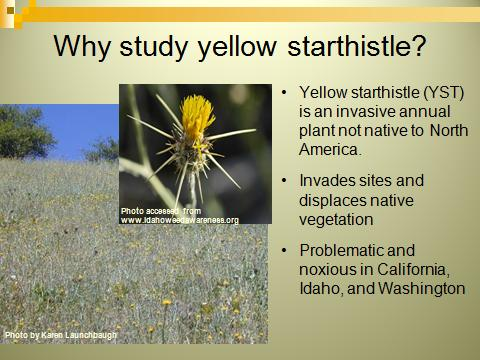 Why study yellow starthistle?
• Yellow starthistle (YST)
is an invasive annual
plant not native to North
America.
• Invades sites and
displaces native
vegetation
• Problematic and
noxious in California,
Idaho, and Washington
Photo accessed from
www.idahoweedawareness.org
Photo by Karen Launchbaugh